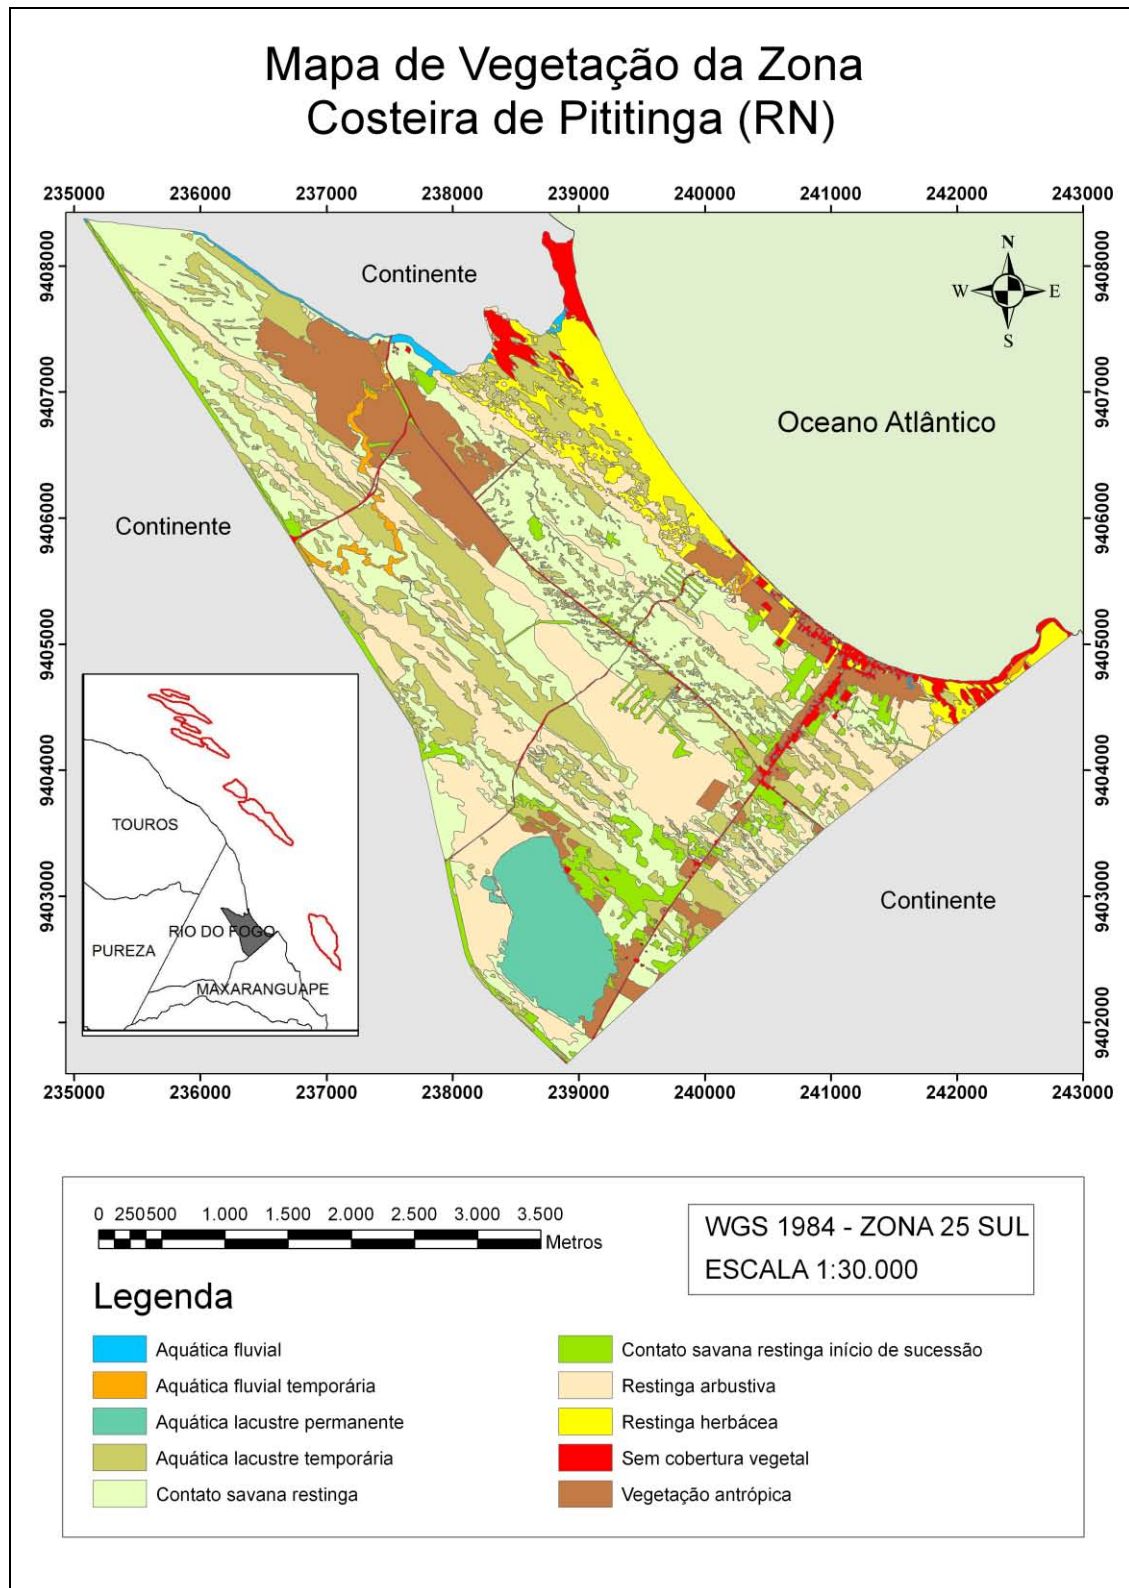 Mapa de Vegetação da Zona
Costeira de Pititinga (RN)
235000 236000 237000 238000 239000 240000 241000 242000 243000
9408000 9408000
Continente
N
W E
S
9407000 9407000
Oceano Atlântico
9406000 9406000
Continente
9405000 9405000
9404000 9404000
TOUROS
9403000 9403000
Continente
RIO DO FOGO
PUREZA
MAXARANGUAPE
9402000
235000 236000 237000 238000 239000 240000 241000 242000 243000
0 250500 1.000 1.500 2.000 2.500 3.000 3.500
Metros
WGS 1984 - ZONA 25 SUL
ESCALA 1:30.000
Legenda
Aquática fluvial
Aquática fluvial temporária
Aquática lacustre permanente
Aquática lacustre temporária
Contato savana restinga
Contato savana restinga início de sucessão
Restinga arbustiva
Restinga herbácea
Sem cobertura vegetal
Vegetação antrópica